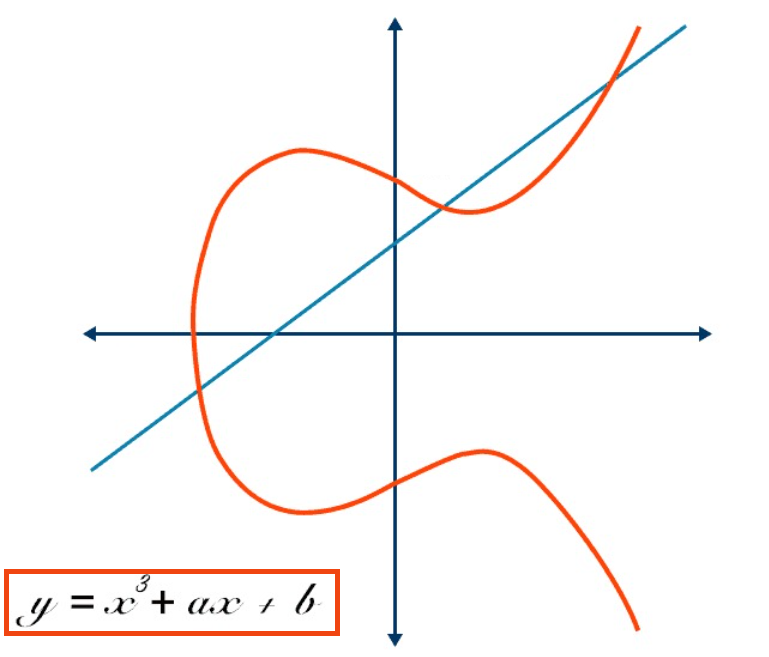 y = x³ + ax + b